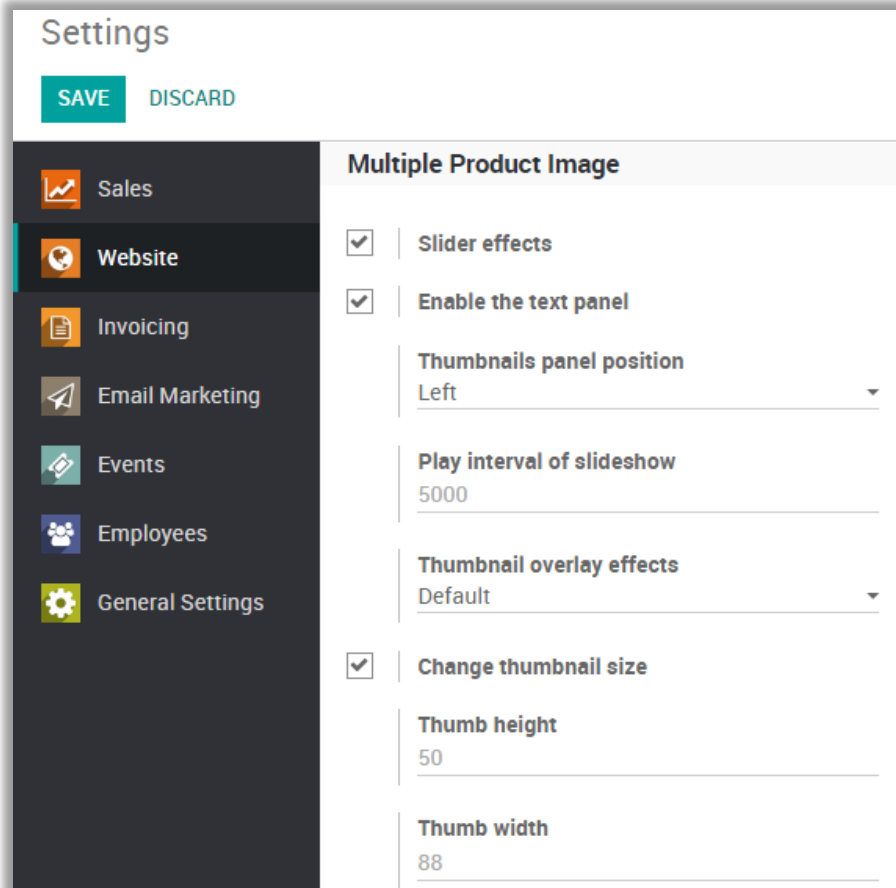 Settings
SAVE DISCARD
Sales
Website
Invoicing
Email Marketing
Events
Employees
General Settings
Multiple Product Image
Slider effects
Enable the text panel
Thumbnails panel position
Left
Play interval of slideshow
5000
Thumbnail overlay effects
Default
Change thumbnail size
Thumb height
50
Thumb width
88